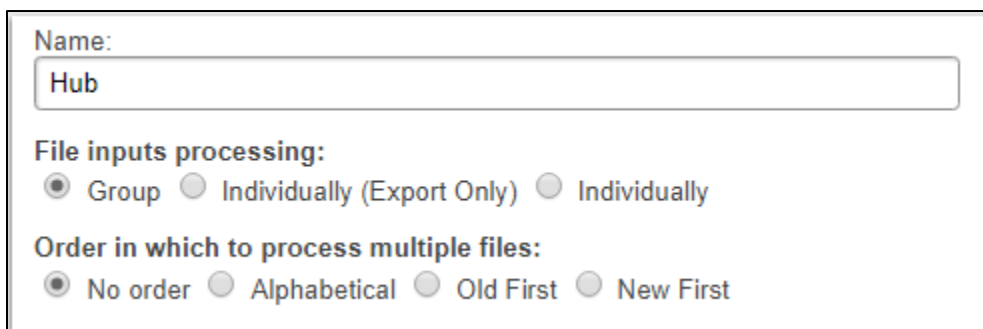 Name:
Hub
File inputs processing:
Group Individually (Export Only) Individually
Order in which to process multiple files:
No order Alphabetical Old First New First